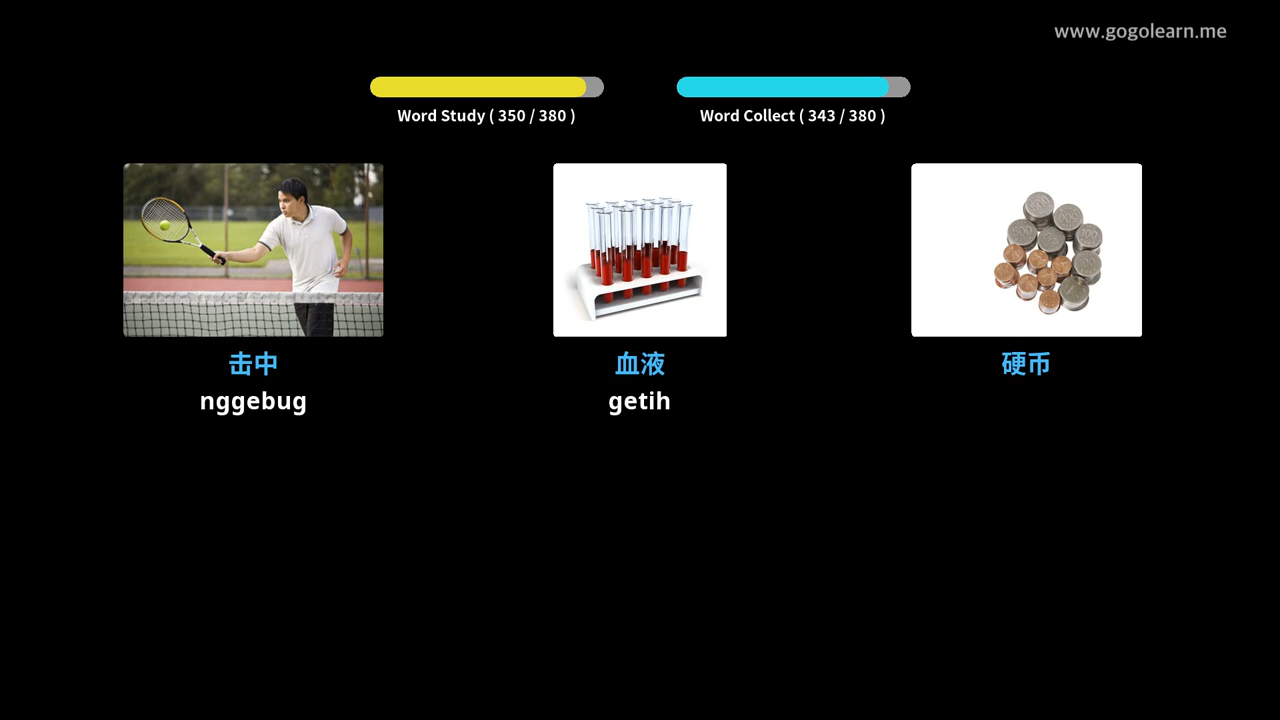 www.gogolearn.me
Word Study ( 350 / 380 )
Word Collect ( 343 / 380 )
击中
nggebug
血液
getih
硬币